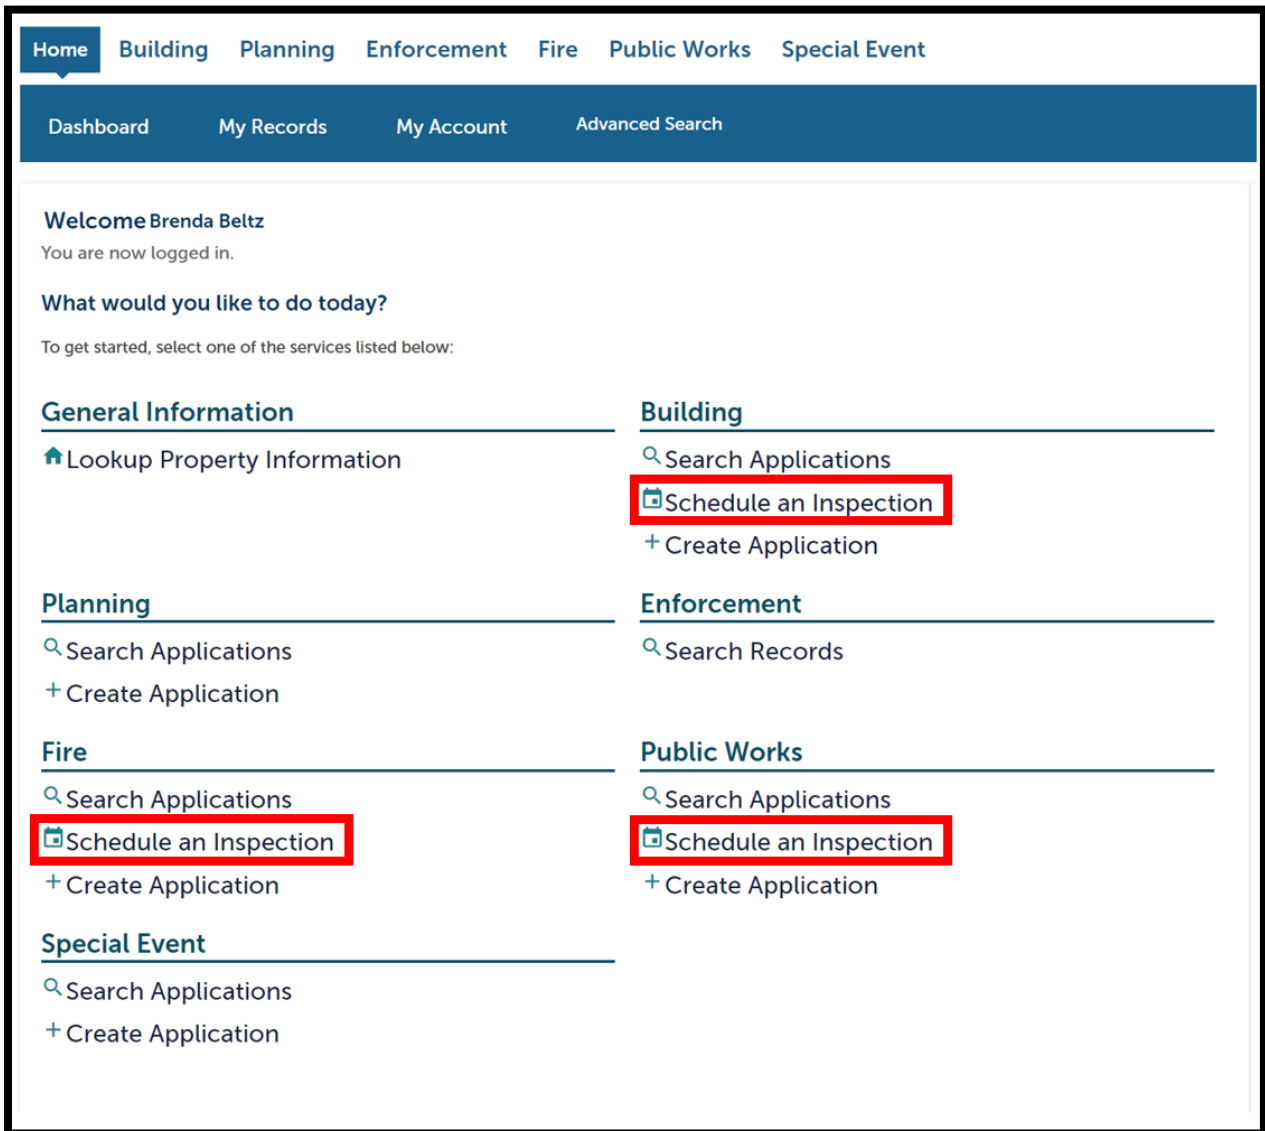 Home Building Planning Enforcement Fire Public Works Special Event
Dashboard My Records My Account Advanced Search
Welcome Brenda Beltz
You are now logged in.
What would you like to do today?
To get started, select one of the services listed below:
General Information
Lookup Property Information
Building
Search Applications
Schedule an Inspection
Create Application
Planning
Search Applications
Create Application
Enforcement
Search Records
Fire
Search Applications
Schedule an Inspection
Create Application
Public Works
Search Applications
Schedule an Inspection
Create Application
Special Event
Search Applications
Create Application